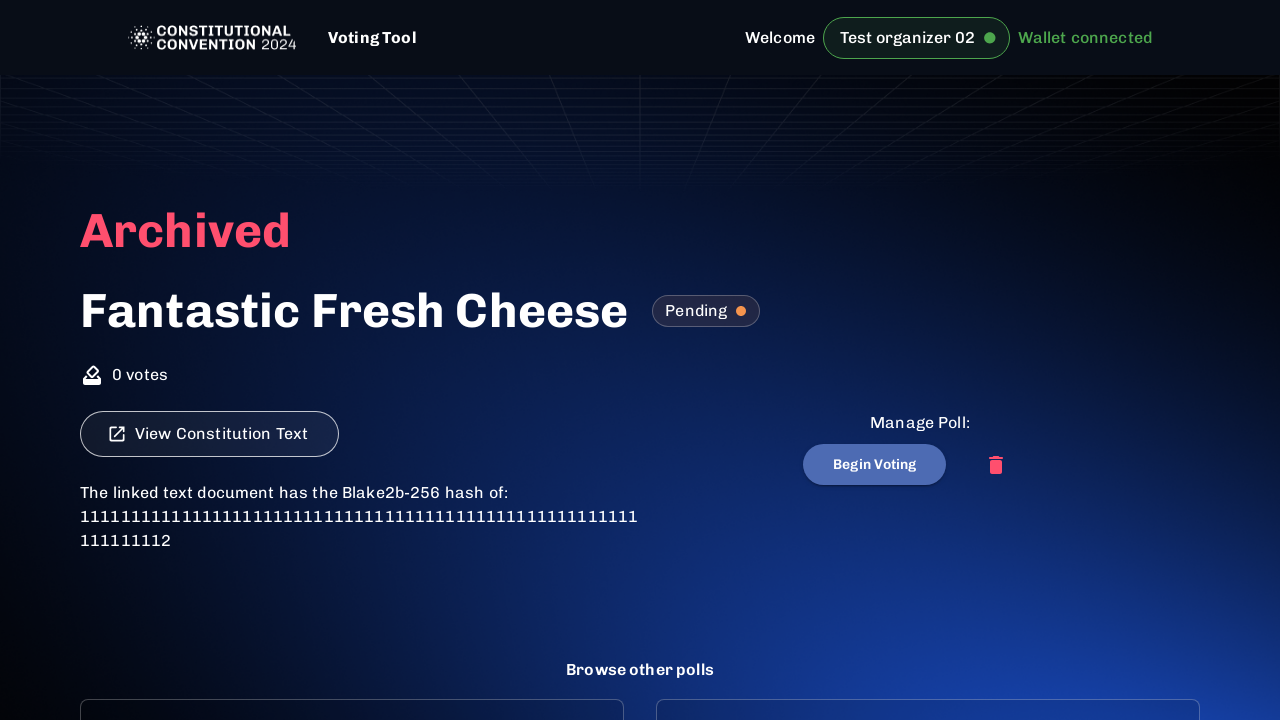 CONSTITUTIONAL
CONVENTION 2024
Voting Tool
Welcome
Test organizer 02
Wallet connected
Archived
Fantastic Fresh Cheese
Pending
0 votes
View Constitution Text
Manage Poll:
Begin Voting
The linked text document has the Blake2b-256 hash of:
1111111111111111111111111111111111111111111111111111111
111111112
Browse other polls